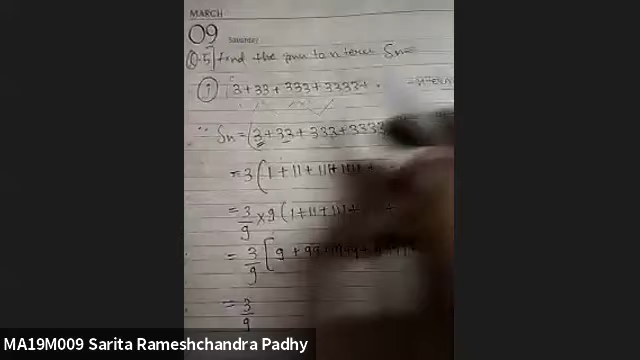 MARCH
09
Saturday
Q.5] find the sum to n terms Sn=
(i) 3+33+333+3333+ .
∵ Sn=(3+33+333+3333
=3(1+11+111+1111+
=3/9×9(1+11+111+
=3/9[9+99+999+
=3/9
MA19M009 Sarita Rameshchandra Padhy